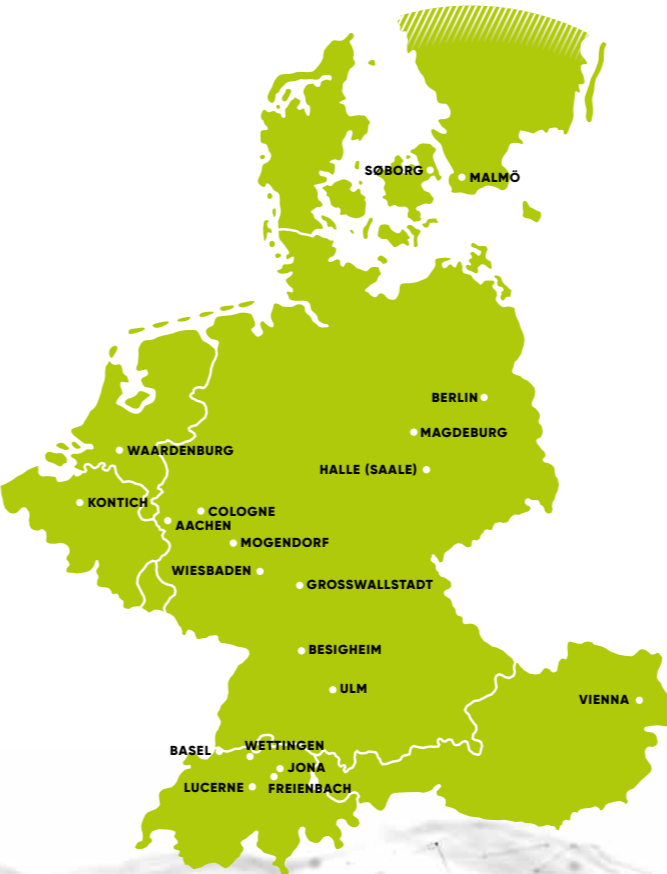 SØBORG
MALMÖ
BERLIN
MAGDEBURG
WAARDENBURG
HALLE (SAALE)
KONTICH
COLOGNE
AACHEN
MOGENDORF
WIESBADEN
GROSSWALLSTADT
BESIGHEIM
ULM
VIENNA
WETTINGEN
BASEL
JONA
LUCERNE
FREIENBACH